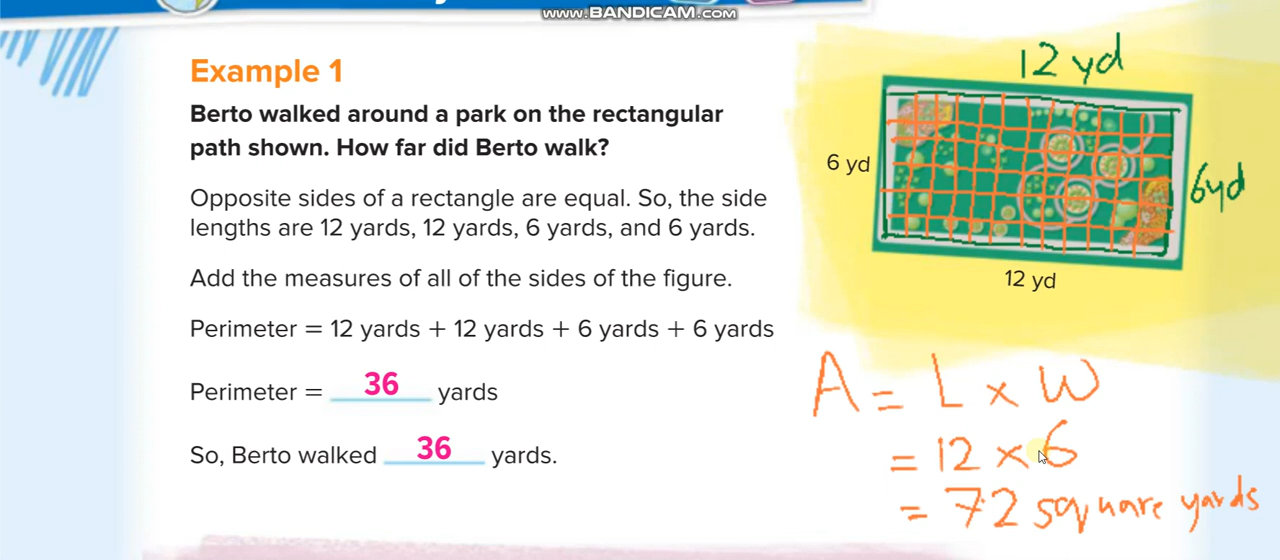 www.BANDICAM.com
Example 1
Berto walked around a park on the rectangular
path shown. How far did Berto walk?
Opposite sides of a rectangle are equal. So, the side
lengths are 12 yards, 12 yards, 6 yards, and 6 yards.
Add the measures of all of the sides of the figure.
Perimeter = 12 yards + 12 yards + 6 yards + 6 yards
Perimeter = 36 yards
So, Berto walked 36 yards.
12 yd
6 yd
6yd
12 yd
A = L × W
= 12 × 6
= 72 square yards